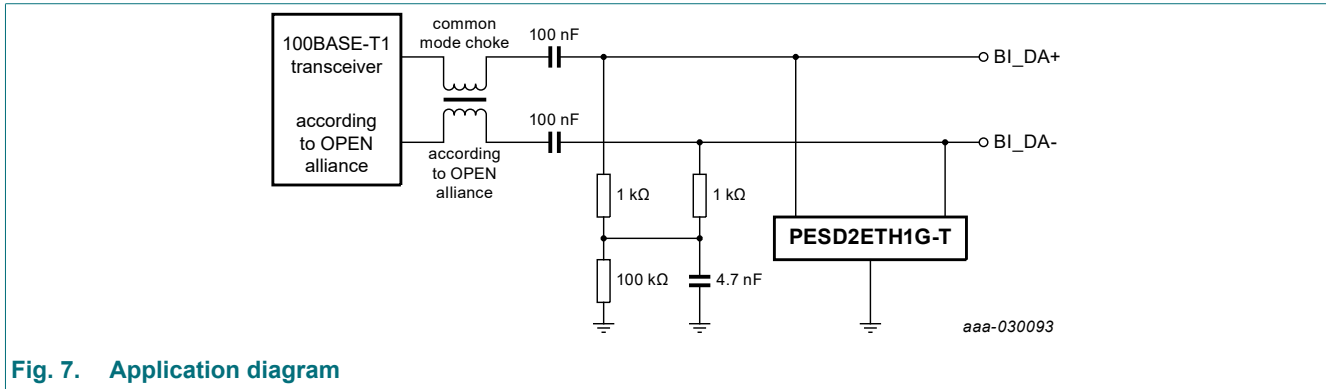 100BASE-T1
transceiver
according
to OPEN
alliance
common
mode choke
according
to OPEN
alliance
100 nF
100 nF
BI_DA+
BI_DA-
1 kΩ
1 kΩ
100 kΩ
4.7 nF
PESD2ETH1G-T
aaa-030093
Fig. 7. Application diagram